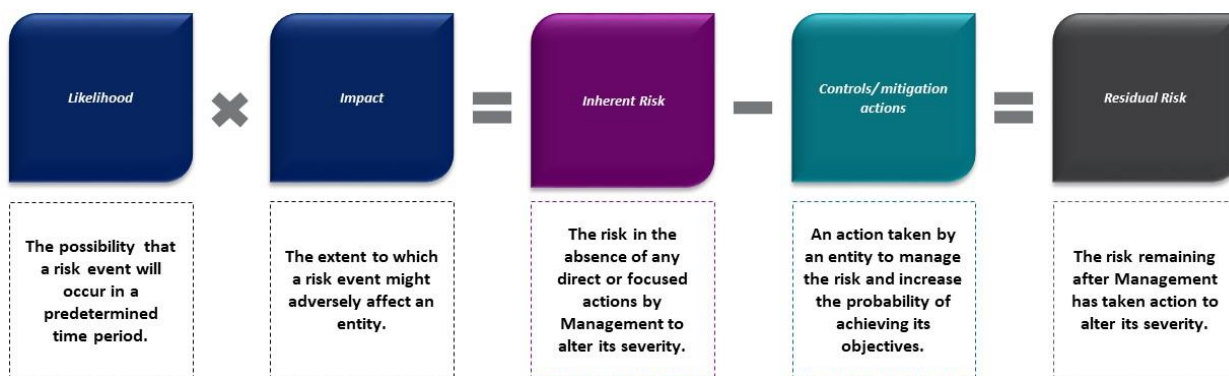 Likelihood
Impact
Inherent Risk
Controls/mitigation
actions
Residual Risk
The possibility that
a risk event will
occur in a
predetermined
time period.
The extent to which
a risk event might
adversely affect an
entity.
The risk in the
absence of any
direct or focused
actions by
Management to
alter its severity.
An action taken by
an entity to manage
the risk and increase
the probability of
achieving its
objectives.
The risk remaining
after Management
has taken action to
alter its severity.